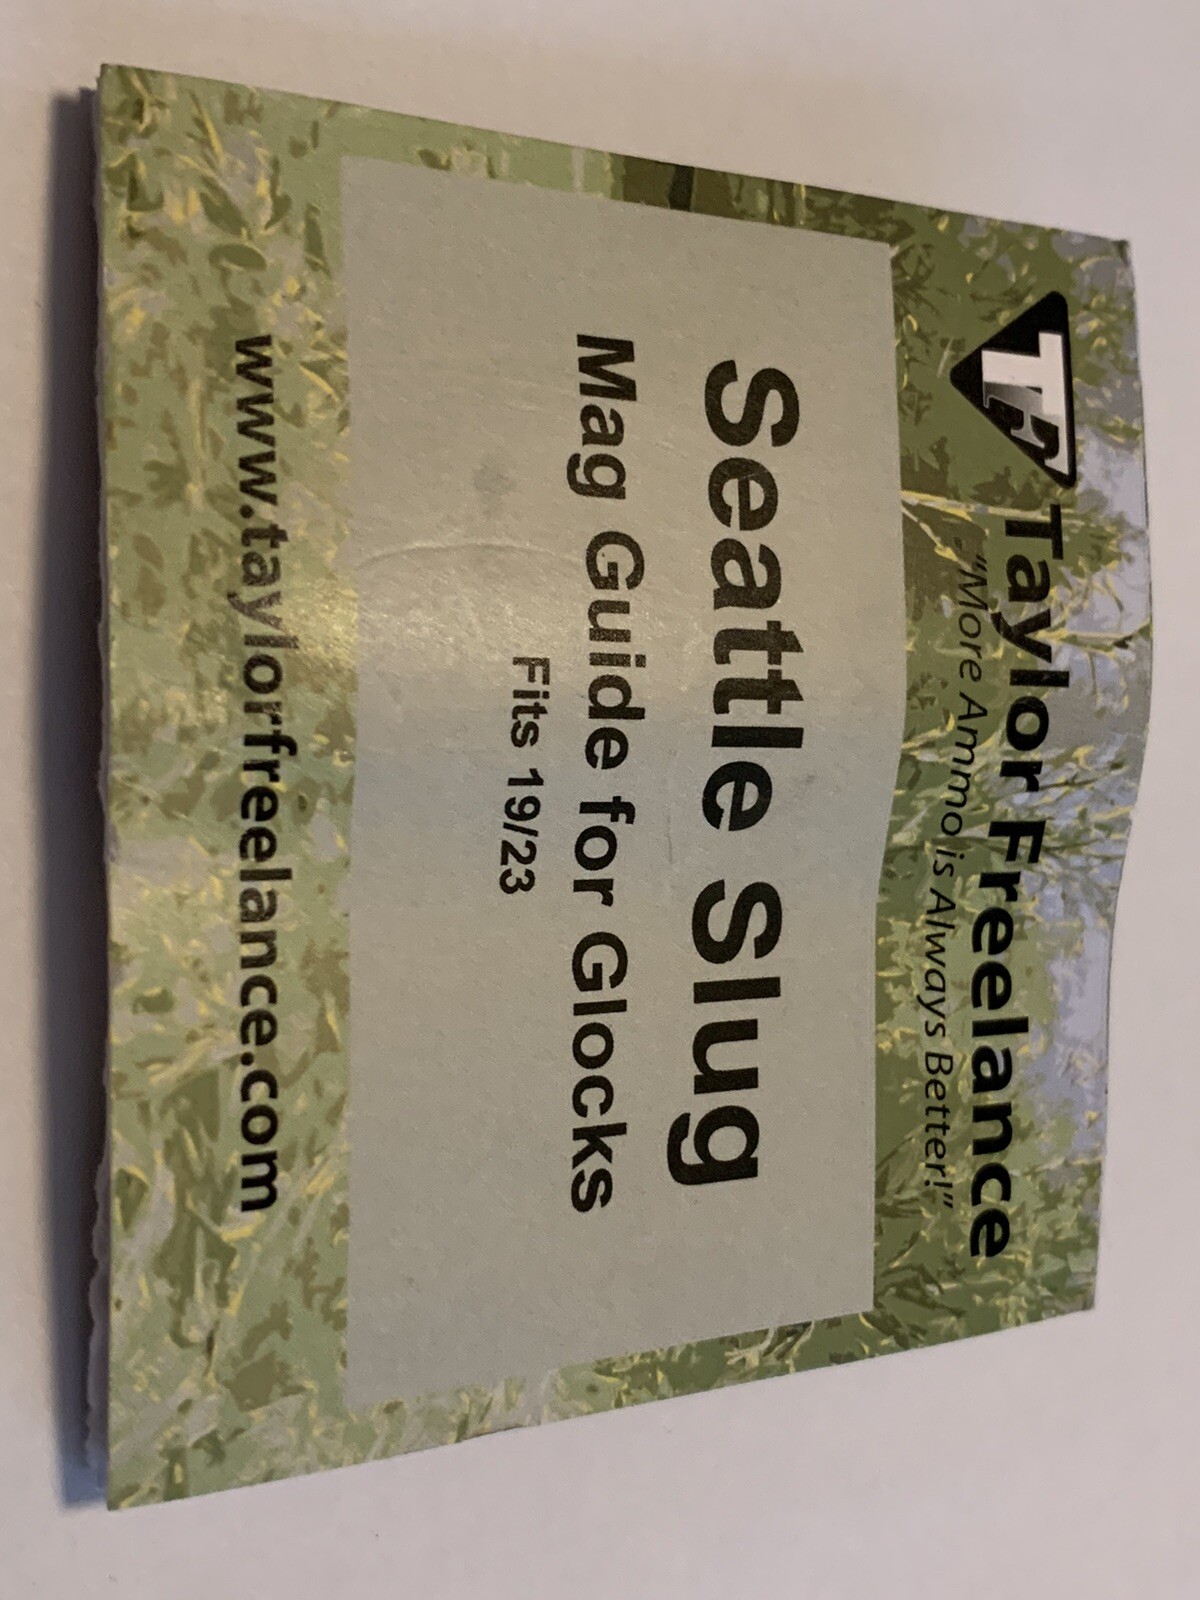 TF Taylor Freelance
"More Ammo is Always Better!"
Seattle Slug
Mag Guide for Glocks
Fits 19/23
www.taylorfreelance.com